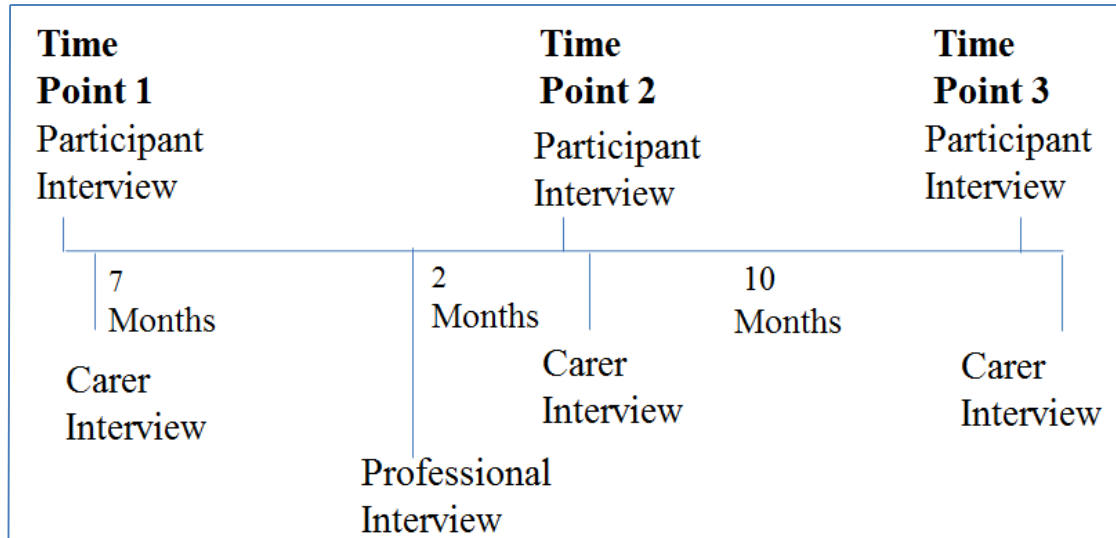 Time
Point 1
Participant
Interview
Time
Point 2
Participant
Interview
Time
Point 3
Participant
Interview
7
Months
2
Months
10
Months
Carer
Interview
Carer
Interview
Carer
Interview
Professional
Interview